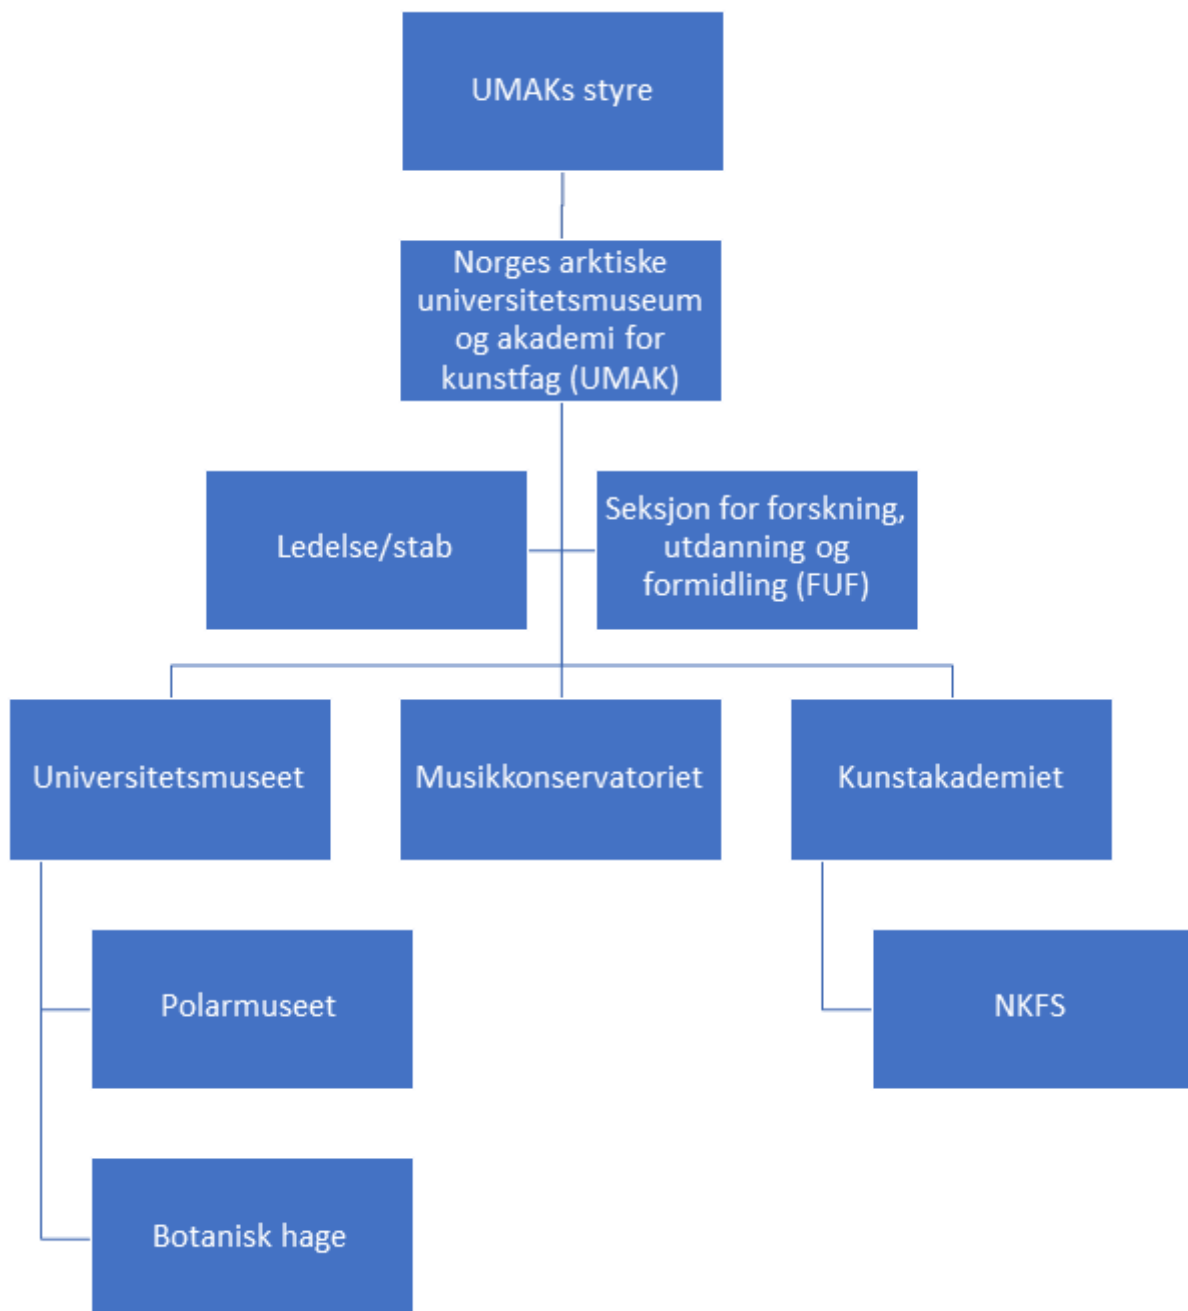 UMAKs styre
Norges arktiske
universitetsmuseum
og akademi for
kunstfag (UMAK)
Ledelse/stab
Seksjon for forskning,
utdanning og
formidling (FUF)
Universitetsmuseet
Musikkonservatoriet
Kunstakademiet
Polarmuseet
NKFS
Botanisk hage